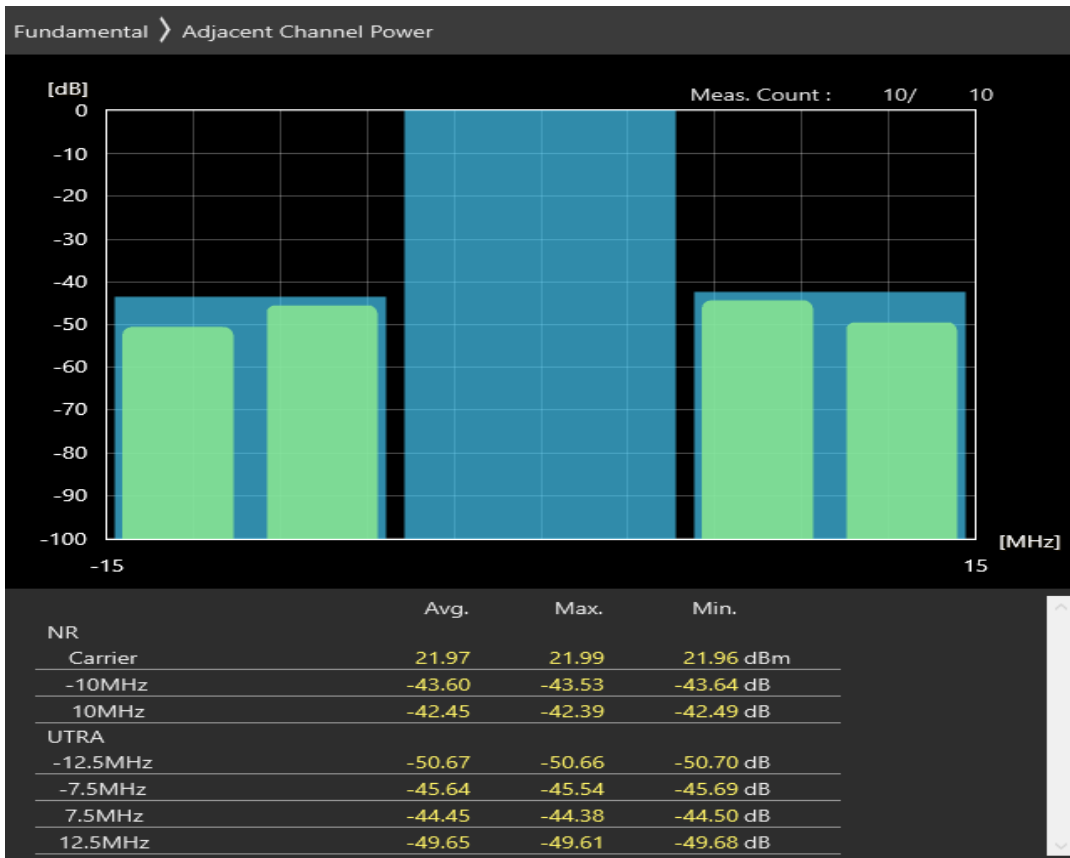 Fundamental 〉 Adjacent Channel Power
[dB]
Meas. Count : 10/ 10
0
-10
-20
-30
-40
-50
-60
-70
-80
-90
-100
[MHz]
-15 15
Avg. Max. Min.
NR
Carrier 21.97 21.99 21.96 dBm
-10MHz -43.60 -43.53 -43.64 dB
10MHz -42.45 -42.39 -42.49 dB
UTRA
-12.5MHz -50.67 -50.66 -50.70 dB
-7.5MHz -45.64 -45.54 -45.69 dB
7.5MHz -44.45 -44.38 -44.50 dB
12.5MHz -49.65 -49.61 -49.68 dB